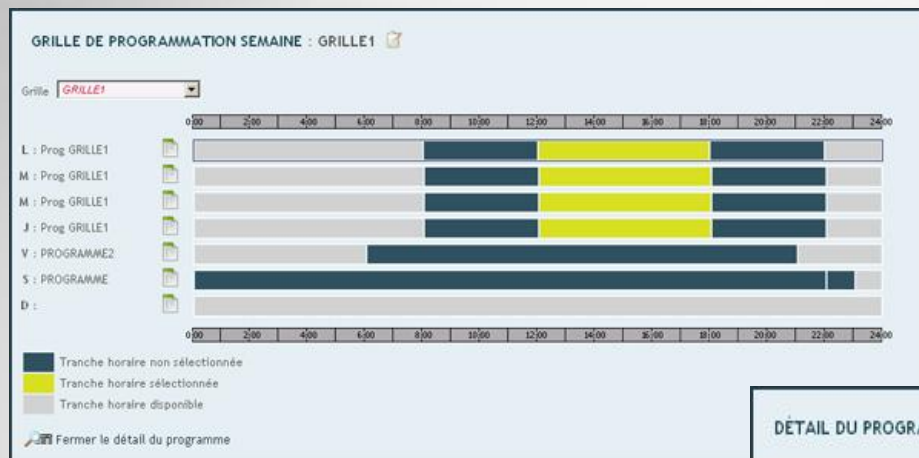 GRILLE DE PROGRAMMATION SEMAINE : GRILLE1
Grille GRILLE1
0:00 2:00 4:00 6:00 8:00 10:00 12:00 14:00 16:00 18:00 20:00 22:00 24:00
L : Prog GRILLE1
M : Prog GRILLE1
M : Prog GRILLE1
J : Prog GRILLE1
V : PROGRAMME2
S : PROGRAMME
D :
0:00 2:00 4:00 6:00 8:00 10:00 12:00 14:00 16:00 18:00 20:00 22:00 24:00
Tranche horaire non sélectionnée
Tranche horaire sélectionnée
Tranche horaire disponible
Fermer le détail du programme
DÉTAIL DU PROGRA